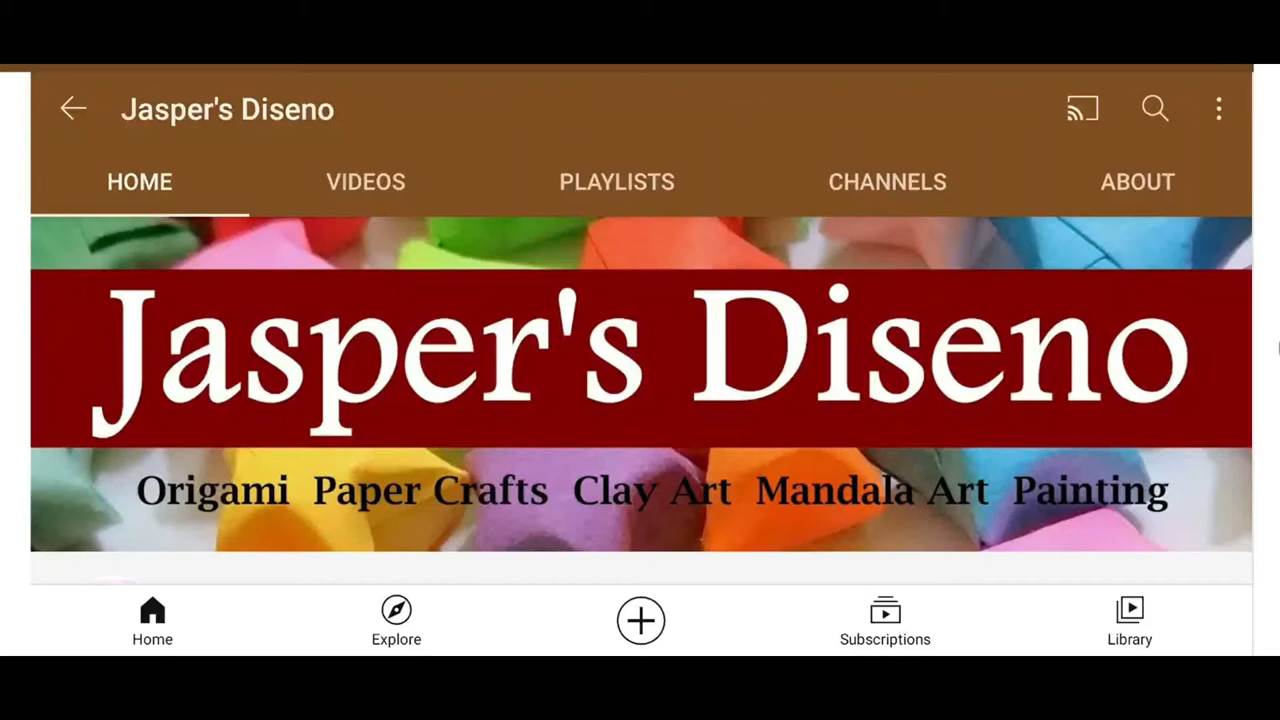 Jasper's Diseno
HOME VIDEOS PLAYLISTS CHANNELS ABOUT
Jasper's Diseno
Origami Paper Crafts Clay Art Mandala Art Painting
Home Explore Subscriptions Library